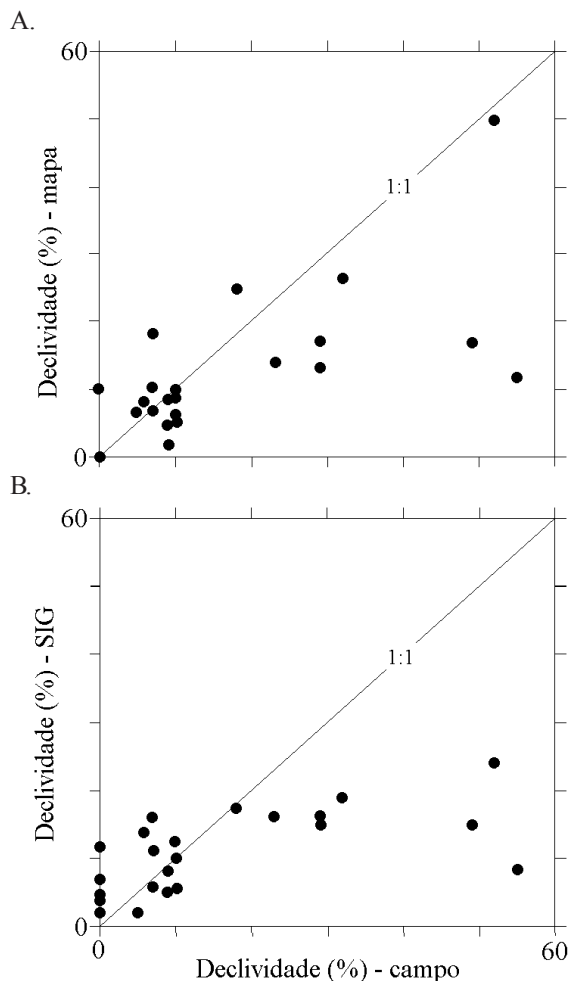 A.
60
Declividade (%) - mapa
1:1
0
B.
60
Declividade (%) - SIG
1:1
0
0
60
Declividade (%) - campo